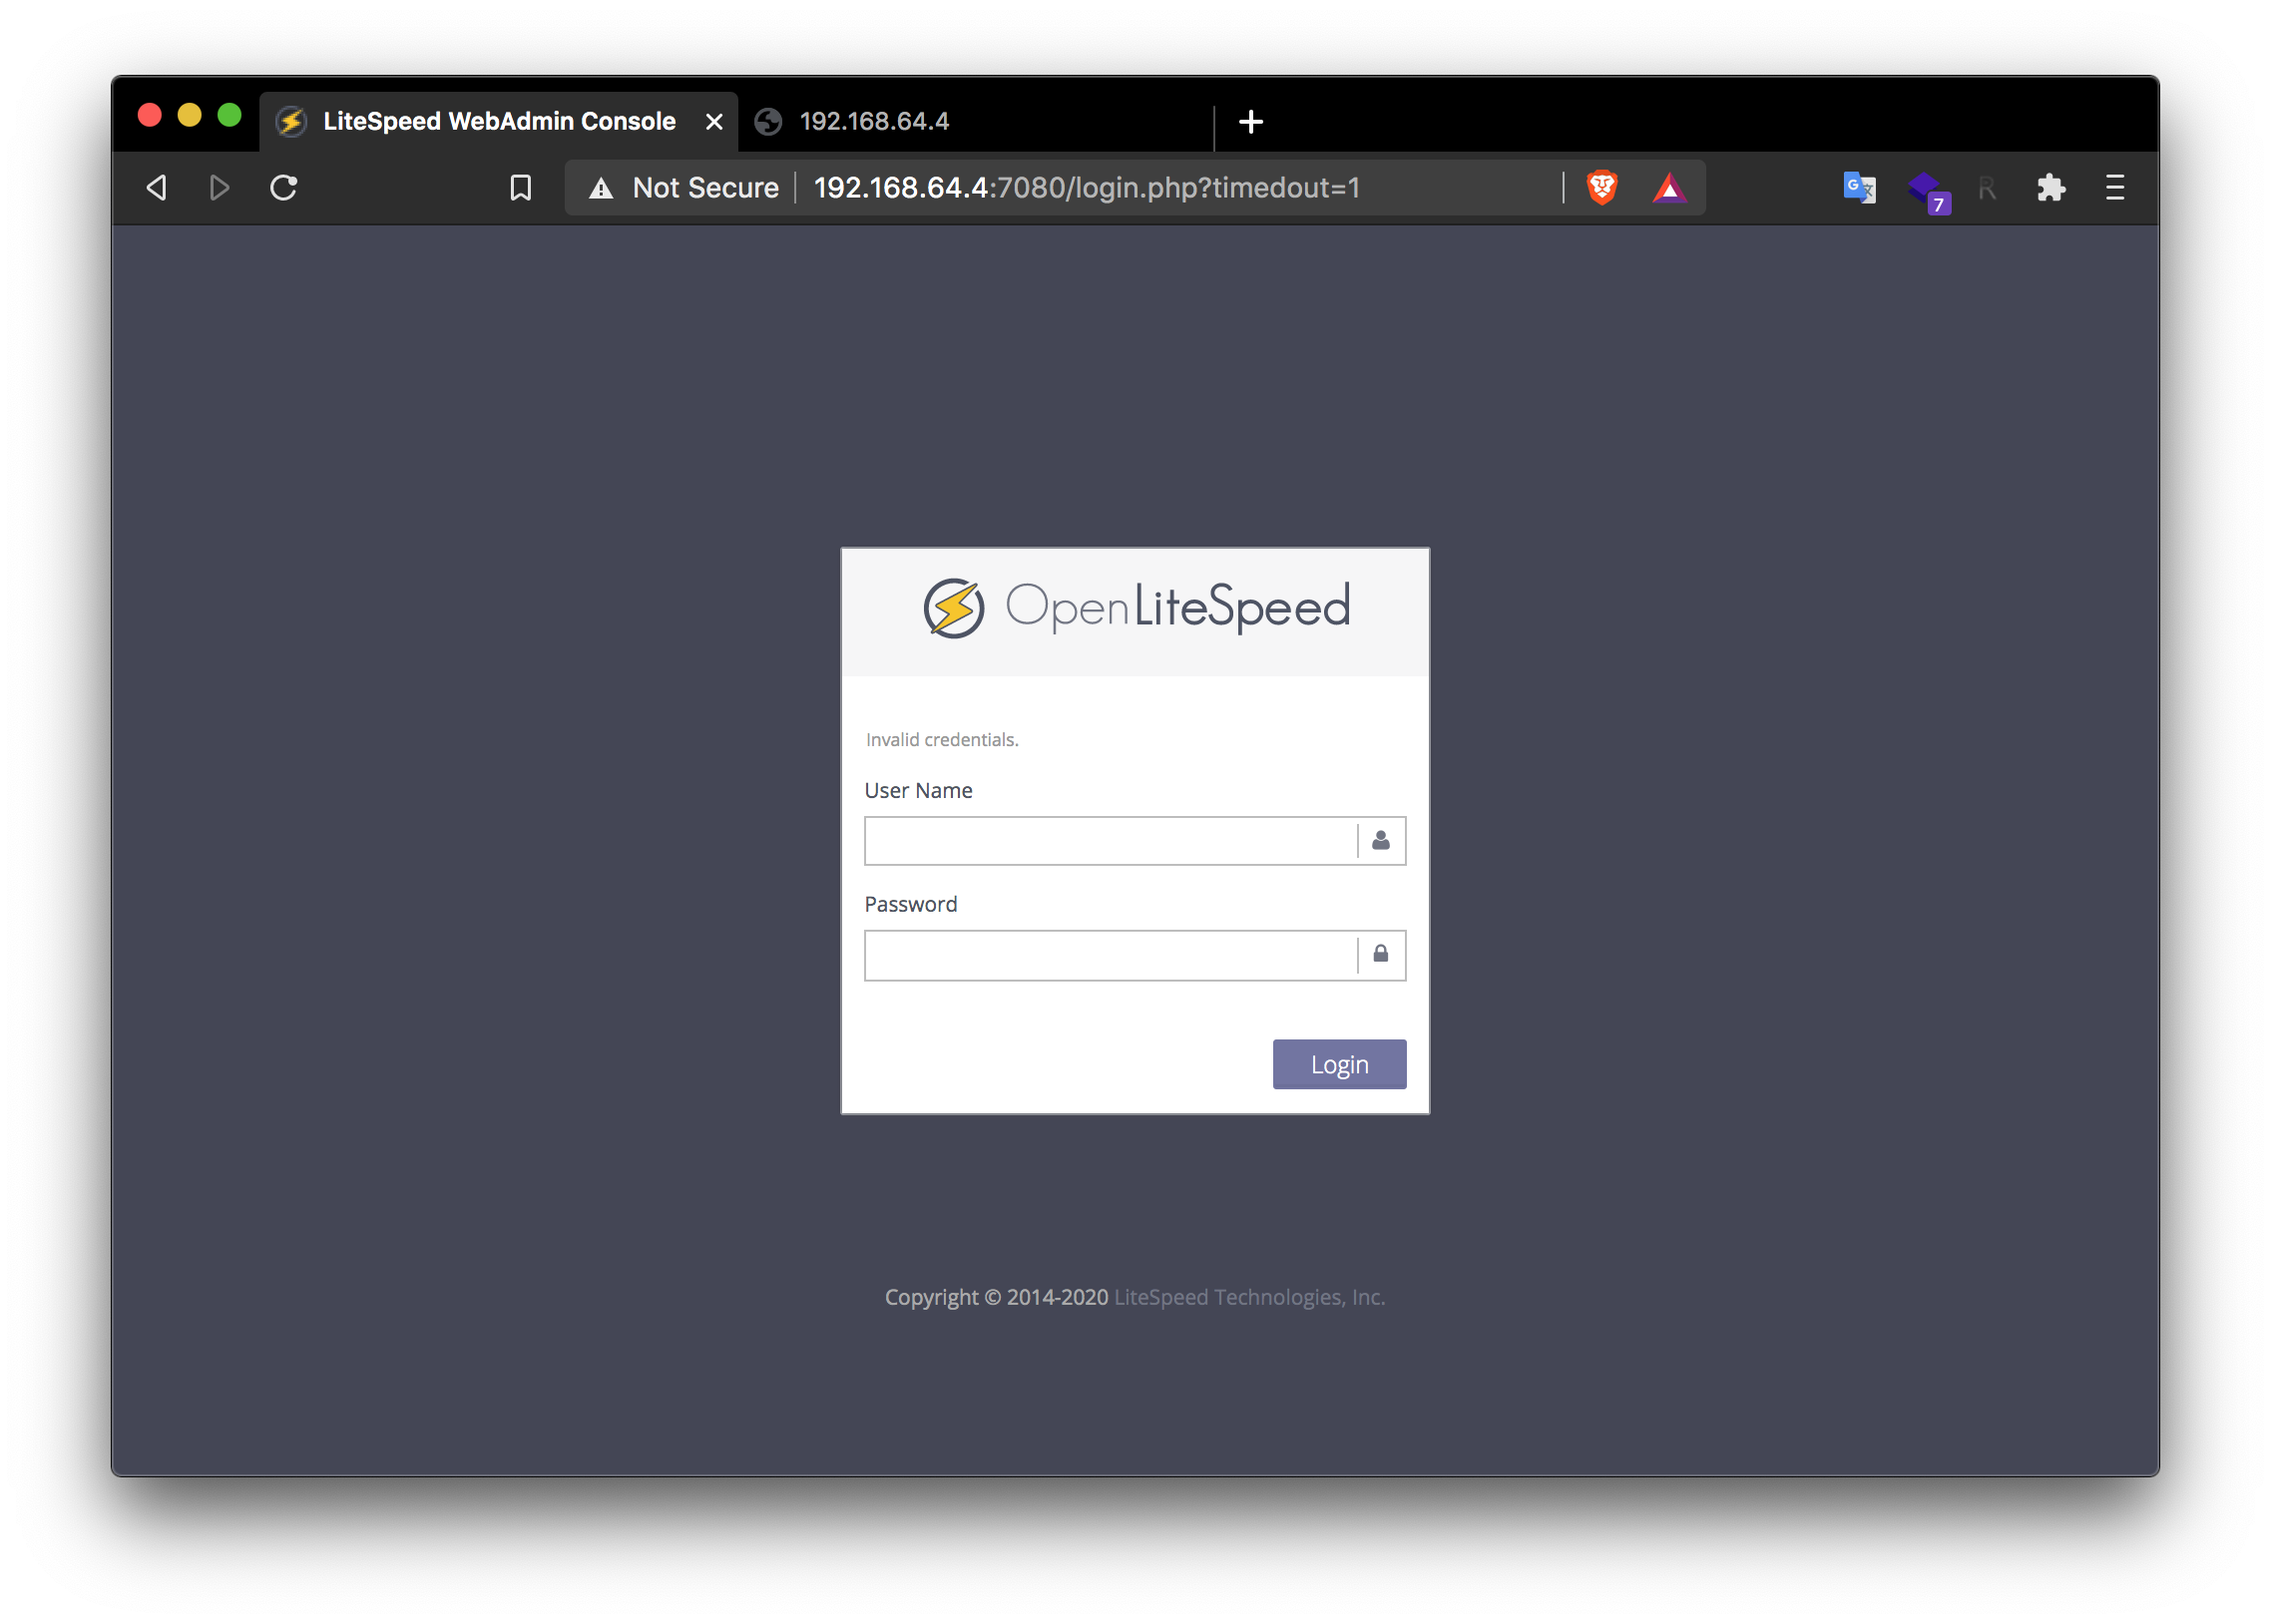 LiteSpeed WebAdmin Console
192.168.64.4
Not Secure
192.168.64.4:7080/login.php?timedout=1
G 文
7
R
OpenLiteSpeed
Invalid credentials.
User Name
Password
Login
Copyright © 2014-2020 LiteSpeed Technologies, Inc.